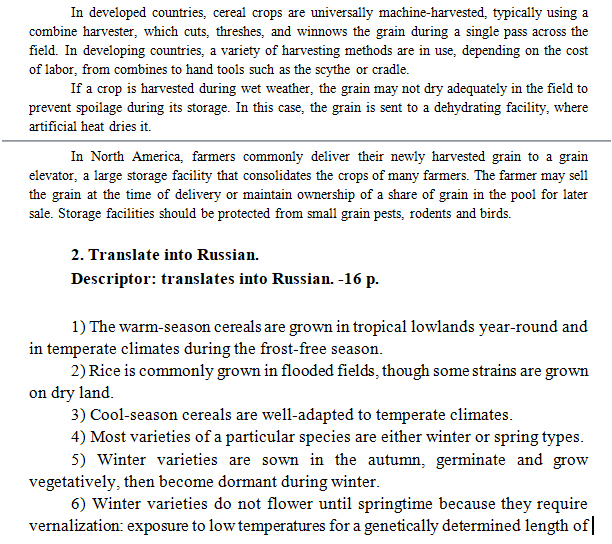 In developed countries, cereal crops are universally machine-harvested, typically using a
combine harvester, which cuts, threshes, and winnows the grain during a single pass across the
field. In developing countries, a variety of harvesting methods are in use, depending on the cost
of labor, from combines to hand tools such as the scythe or cradle.
If a crop is harvested during wet weather, the grain may not dry adequately in the field to
prevent spoilage during its storage. In this case, the grain is sent to a dehydrating facility, where
artificial heat dries it.
In North America, farmers commonly deliver their newly harvested grain to a grain
elevator, a large storage facility that consolidates the crops of many farmers. The farmer may sell
the grain at the time of delivery or maintain ownership of a share of grain in the pool for later
sale. Storage facilities should be protected from small grain pests, rodents and birds.
2. Translate into Russian.
Descriptor: translates into Russian. -16 p.
1) The warm-season cereals are grown in tropical lowlands year-round and
in temperate climates during the frost-free season.
2) Rice is commonly grown in flooded fields, though some strains are grown
on dry land.
3) Cool-season cereals are well-adapted to temperate climates.
4) Most varieties of a particular species are either winter or spring types.
5) Winter varieties are sown in the autumn, germinate and grow
vegetatively, then become dormant during winter.
6) Winter varieties do not flower until springtime because they require
vernalization: exposure to low temperatures for a genetically determined length of